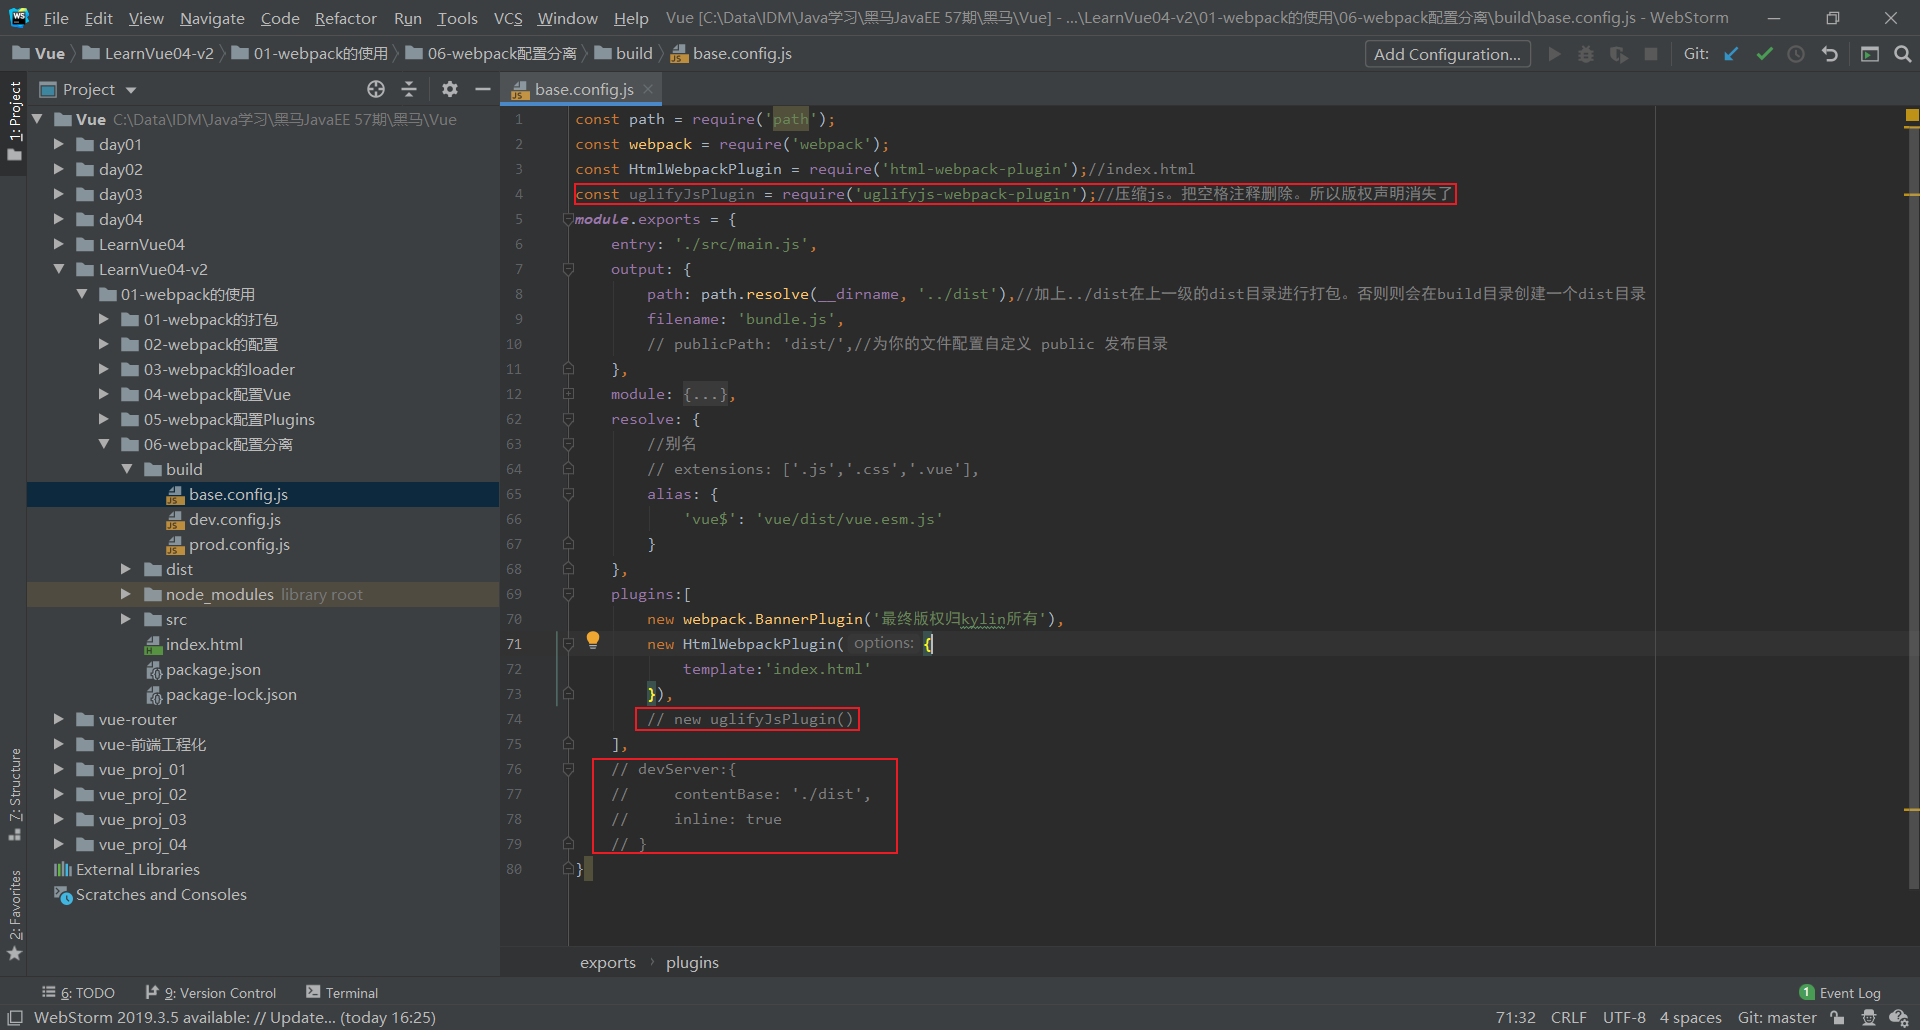 File Edit View Navigate Code Refactor Run Tools VCS Window Help Vue [C:\Data\IDM\Java学习\黑马JavaEE 57期\黑马\Vue] - ...\LearnVue04-v2\01-webpack的使用\06-webpack配置分离\build\base.config.js - WebStorm
Vue LearnVue04-v2 01-webpack的使用 06-webpack配置分离 build base.config.js Add Configuration... Git:
Project
base.config.js
1: Project
7: Structure
2: Favorites
Vue C:\Data\IDM\Java学习\黑马JavaEE 57期\黑马\Vue
day01
day02
day03
day04
LearnVue04
LearnVue04-v2
01-webpack的使用
01-webpack的打包
02-webpack的配置
03-webpack的loader
04-webpack配置Vue
05-webpack配置Plugins
06-webpack配置分离
build
base.config.js
dev.config.js
prod.config.js
dist
node_modules library root
src
index.html
package.json
package-lock.json
vue-router
vue-前端工程化
vue_proj_01
vue_proj_02
vue_proj_03
vue_proj_04
External Libraries
Scratches and Consoles
1 const path = require('path');
2 const webpack = require('webpack');
3 const HtmlWebpackPlugin = require('html-webpack-plugin');//index.html
4 const uglifyJsPlugin = require('uglifyjs-webpack-plugin');//压缩js。把空格注释删除。所以版权声明消失了
5 module.exports = {
6 entry: './src/main.js',
7 output: {
8 path: path.resolve(__dirname, '../dist'),//加上../dist在上一级的dist目录进行打包。否则则会在build目录创建一个dist目录
9 filename: 'bundle.js',
10 // publicPath: 'dist/',//为你的文件配置自定义 public 发布目录
11 },
12 module: {...},
62 resolve: {
63 //别名
64 // extensions: ['.js','.css','.vue'],
65 alias: {
66 'vue$': 'vue/dist/vue.esm.js'
67 }
68 },
69 plugins:[
70 new webpack.BannerPlugin('最终版权归kylin所有'),
71 new HtmlWebpackPlugin( options: {
72 template:'index.html'
73 }),
74 // new uglifyJsPlugin()
75 ],
76 // devServer:{
77 // contentBase: './dist',
78 // inline: true
79 // }
80 }
exports › plugins
6: TODO 9: Version Control Terminal 1 Event Log
WebStorm 2019.3.5 available: // Update... (today 16:25) 71:32 CRLF UTF-8 4 spaces Git: master